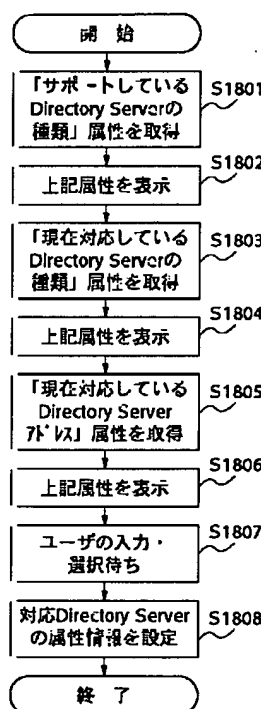 開始
「サポートしている
Directory Serverの
種類」属性を取得
S1801
上記属性を表示
S1802
「現在対応している
Directory Serverの
種類」属性を取得
S1803
上記属性を表示
S1804
「現在対応している
Directory Server
アドレス」属性を取得
S1805
上記属性を表示
S1806
ユーザの入力・
選択待ち
S1807
対応Directory Server
の属性情報を設定
S1808
終了